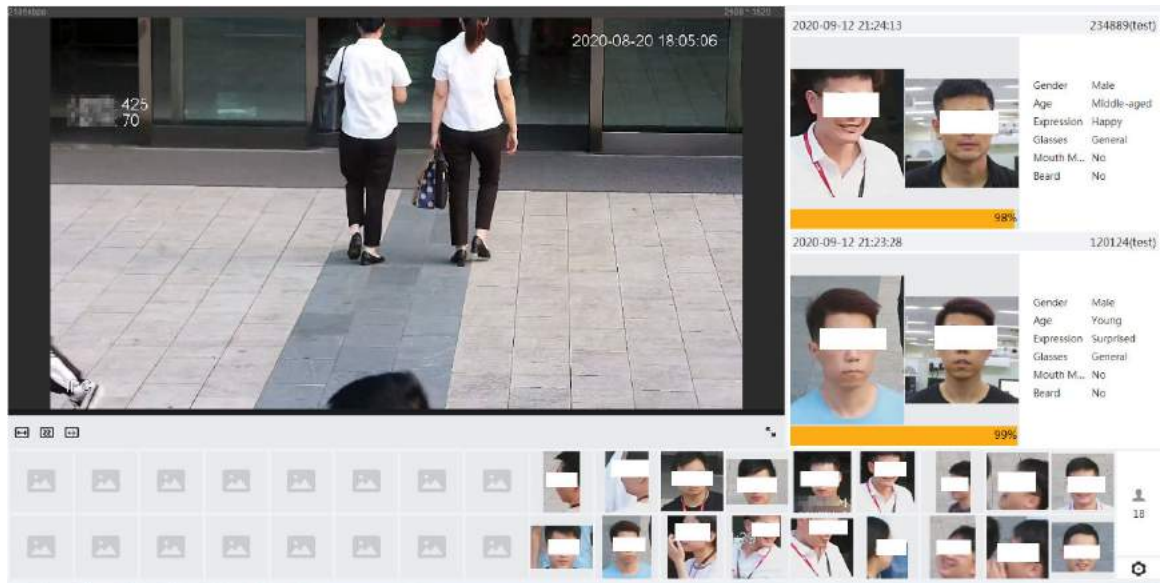 2020-08-20 18:05:06
425
70
IPC
2020-09-12 21:24:13 234889(test)
Gender Male
Age Middle-aged
Expression Happy
Glasses General
Mouth M... No
Beard No
98%
2020-09-12 21:23:28 120124(test)
Gender Male
Age Young
Expression Surprised
Glasses General
Mouth M... No
Beard No
99%
18